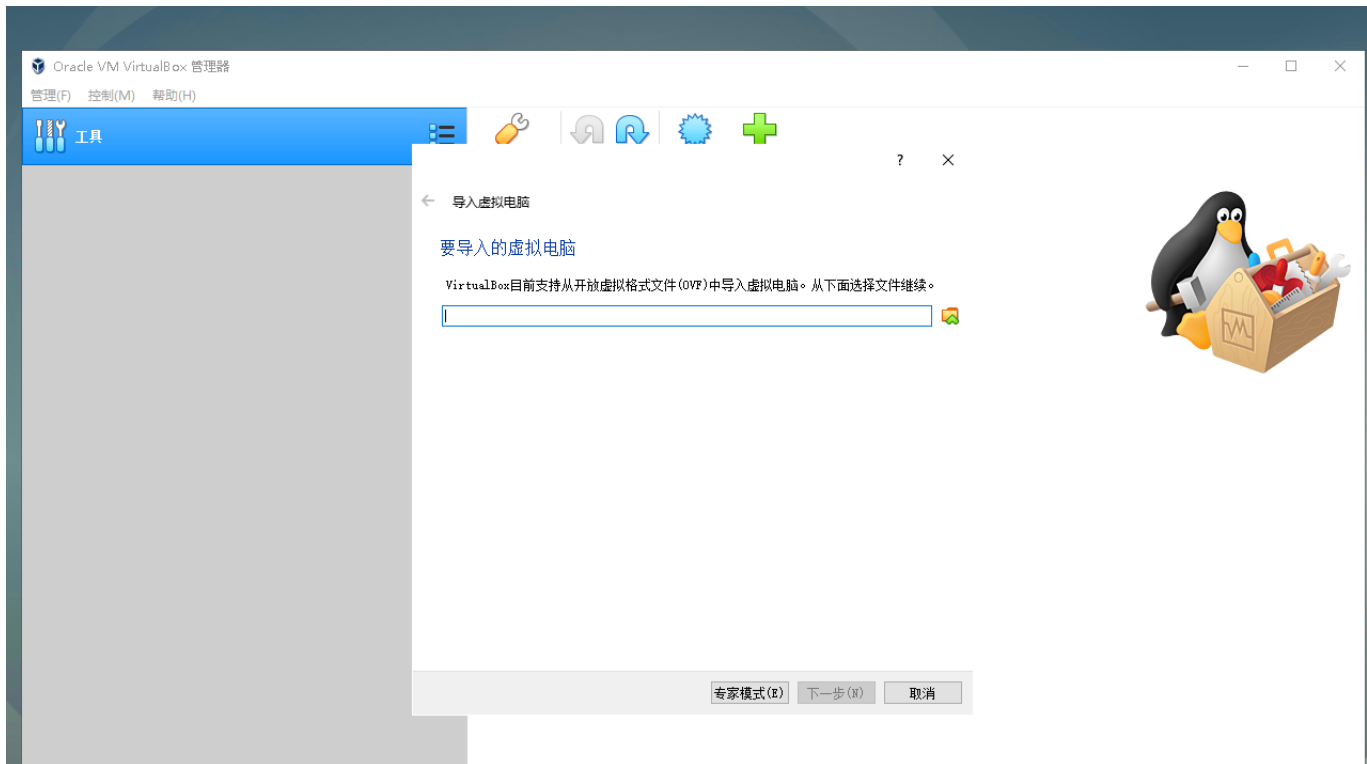 Oracle VM VirtualBox 管理器
管理(F) 控制(M) 帮助(H)
工具
?
导入虚拟电脑
要导入的虚拟电脑
VirtualBox目前支持从开放虚拟格式文件(OVF)中导入虚拟电脑。从下面选择文件继续。
专家模式(E) 下一步(N) 取消